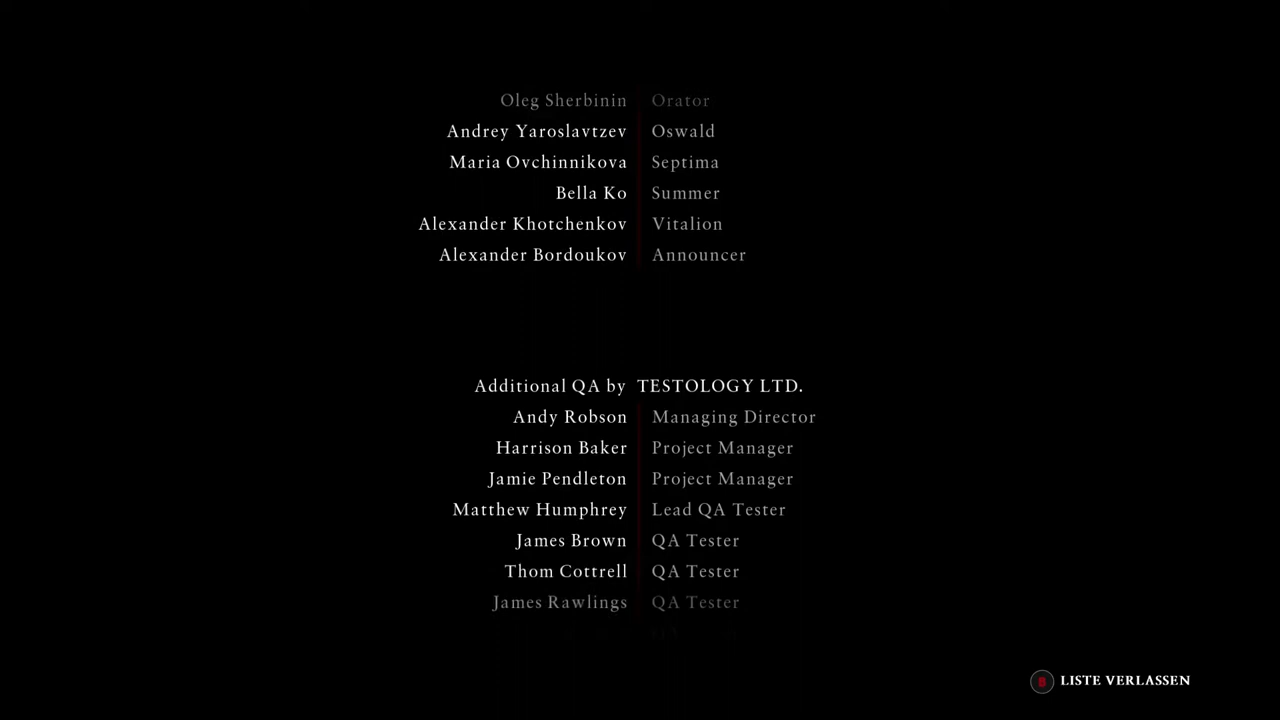 Oleg Sherbinin Orator
Andrey Yaroslavtzev Oswald
Maria Ovchinnikova Septima
Bella Ko Summer
Alexander Khotchenkov Vitalion
Alexander Bordoukov Announcer
Additional QA by TESTOLOGY LTD.
Andy Robson Managing Director
Harrison Baker Project Manager
Jamie Pendleton Project Manager
Matthew Humphrey Lead QA Tester
James Brown QA Tester
Thom Cottrell QA Tester
James Rawlings QA Tester
B LISTE VERLASSEN